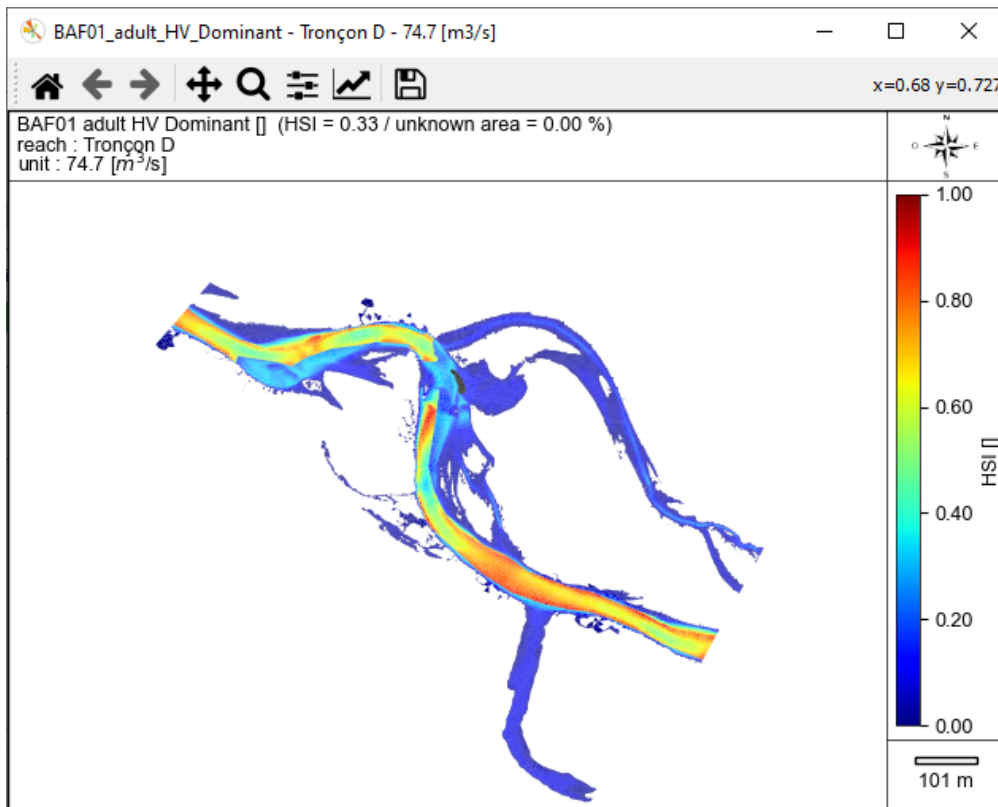 BAF01_adult_HV_Dominant - Tronçon D - 74.7 [m3/s]
x=0.68 y=0.727
BAF01 adult HV Dominant [] (HSI = 0.33 / unknown area = 0.00 %)
reach : Tronçon D
unit : 74.7 [m³/s]
N
O
E
S
1.00
0.80
0.60
0.40
0.20
0.00
HSI []
101 m